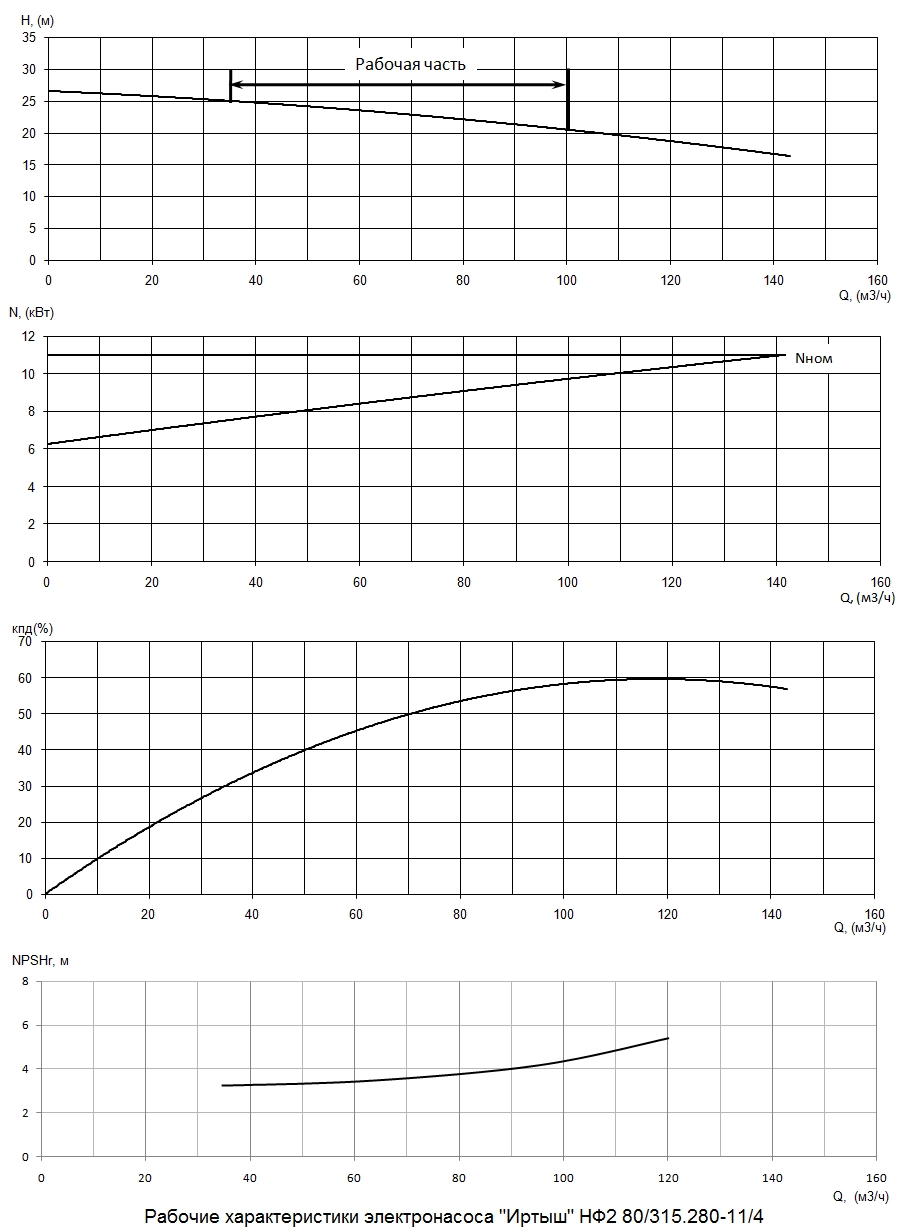 H, (м)
35
30
25
20
15
10
5
0
Рабочая часть
0 20 40 60 80 100 120 140 160
Q, (м3/ч)
N, (кВт)
12
10
8
6
4
2
0
Nном
0 20 40 60 80 100 120 140 160
Q, (м3/ч)
кпд(%)
70
60
50
40
30
20
10
0
0 20 40 60 80 100 120 140 160
Q, (м3/ч)
NPSHr, м
8
6
4
2
0
0 20 40 60 80 100 120 140 160
Q, (м3/ч)
Рабочие характеристики электронасоса "Иртыш" НФ2 80/315.280-11/4